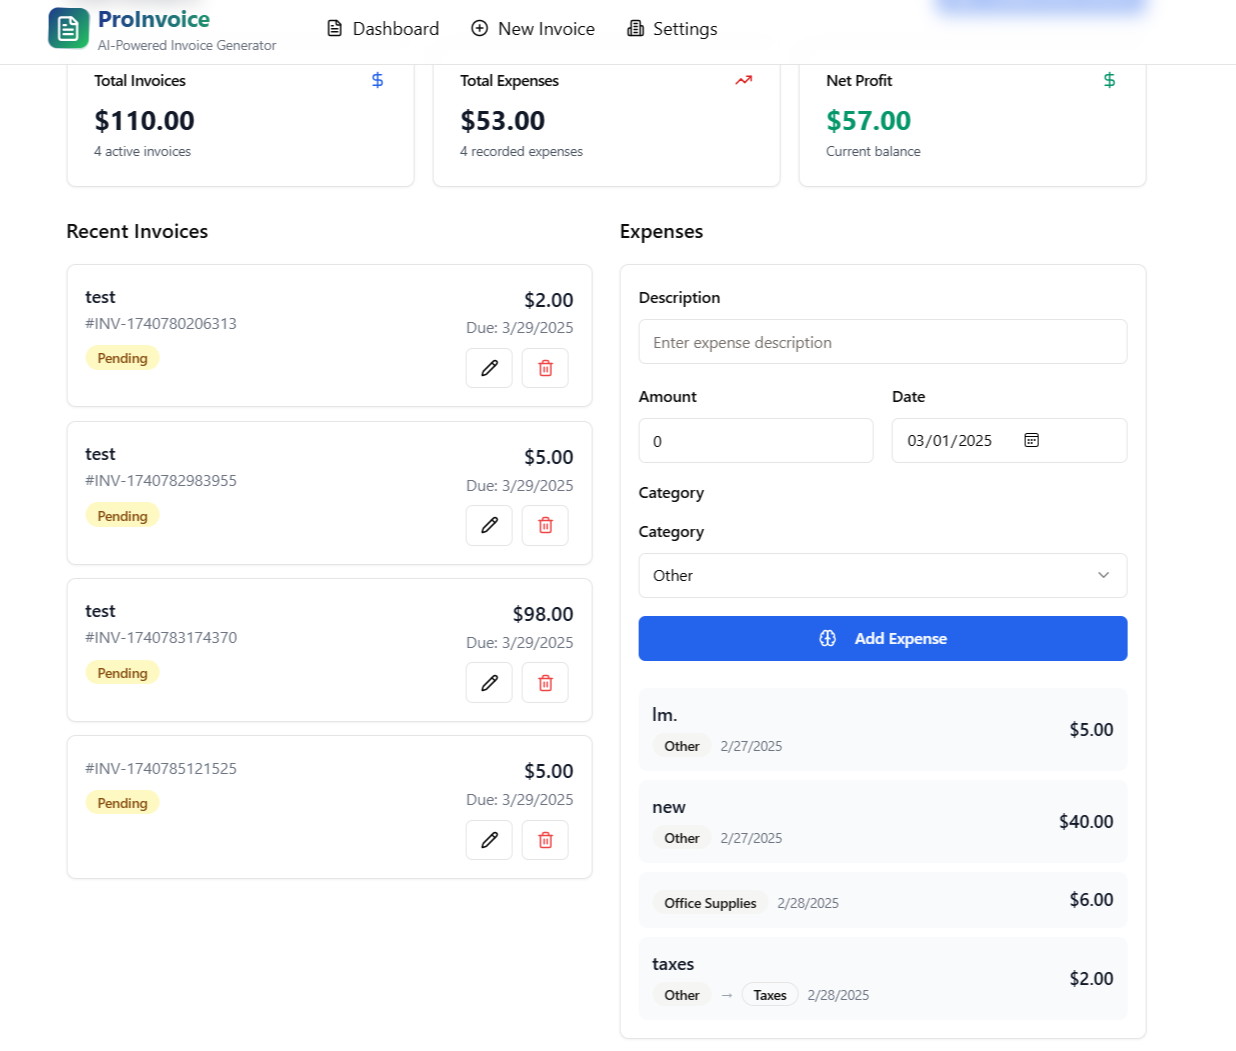 ProInvoice
AI-Powered Invoice Generator
Dashboard
New Invoice
Settings
Total Invoices
$110.00
4 active invoices
Total Expenses
$53.00
4 recorded expenses
Net Profit
$57.00
Current balance
Recent Invoices
test
$2.00
#INV-1740780206313
Due: 3/29/2025
Pending
test
$5.00
#INV-1740782983955
Due: 3/29/2025
Pending
test
$98.00
#INV-1740783174370
Due: 3/29/2025
Pending
#INV-1740785121525
$5.00
Due: 3/29/2025
Pending
Expenses
Description
Enter expense description
Amount
Date
0
03/01/2025
Category
Category
Other
Add Expense
lm.
Other 2/27/2025
$5.00
new
Other 2/27/2025
$40.00
Office Supplies 2/28/2025
$6.00
taxes
Other → Taxes 2/28/2025
$2.00